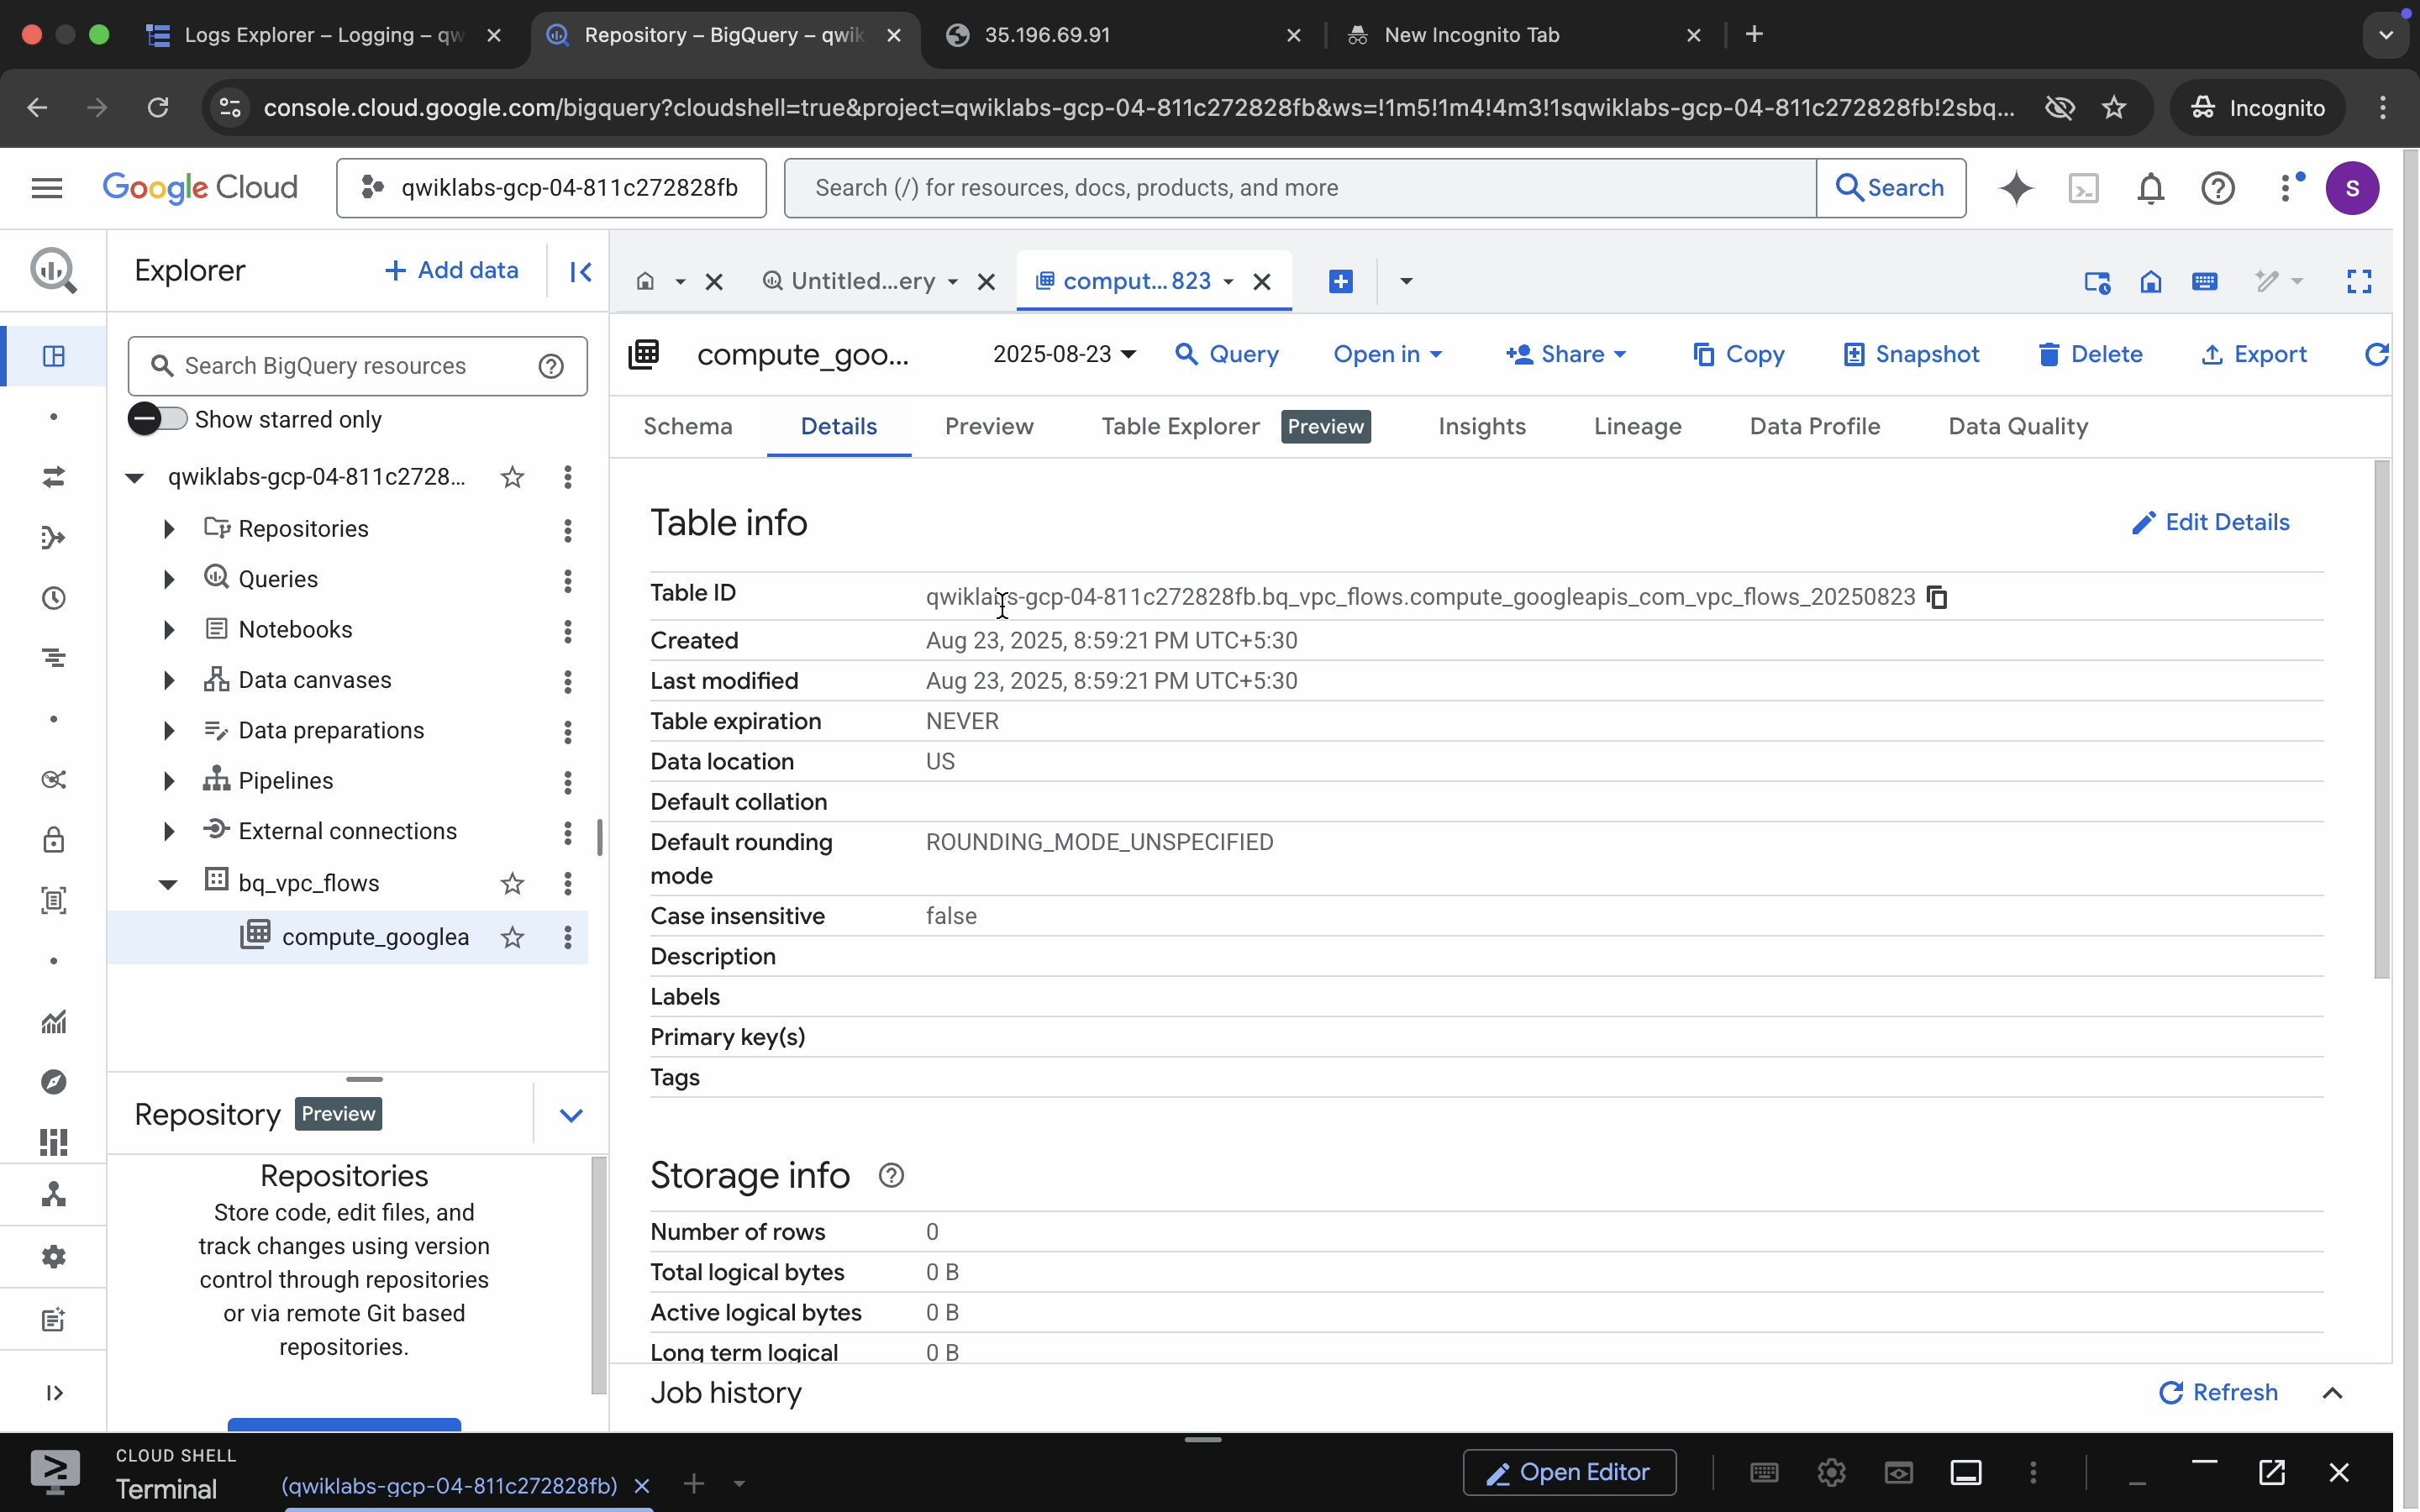 Logs Explorer – Logging – qw
Repository – BigQuery – qwik
35.196.69.91
New Incognito Tab
console.cloud.google.com/bigquery?cloudshell=true&project=qwiklabs-gcp-04-811c272828fb&ws=!1m5!1m4!4m3!1sqwiklabs-gcp-04-811c272828fb!2sbq...
Incognito
Google Cloud
qwiklabs-gcp-04-811c272828fb
Search (/) for resources, docs, products, and more
Search
S
Explorer
+ Add data
Untitled...ery
comput... 823
Search BigQuery resources
compute_goo...
2025-08-23
Query
Open in
Share
Copy
Snapshot
Delete
Export
Show starred only
Schema
Details
Preview
Table Explorer
Preview
Insights
Lineage
Data Profile
Data Quality
qwiklabs-gcp-04-811c2728...
Repositories
Queries
Notebooks
Data canvases
Data preparations
Pipelines
External connections
bq_vpc_flows
compute_googlea
Table info
Edit Details
Table ID qwiklabs-gcp-04-811c272828fb.bq_vpc_flows.compute_googleapis_com_vpc_flows_20250823
Created Aug 23, 2025, 8:59:21 PM UTC+5:30
Last modified Aug 23, 2025, 8:59:21 PM UTC+5:30
Table expiration NEVER
Data location US
Default collation
Default rounding ROUNDING_MODE_UNSPECIFIED
mode
Case insensitive false
Description
Labels
Primary key(s)
Tags
Repository
Preview
Repositories
Store code, edit files, and
track changes using version
control through repositories
or via remote Git based
repositories.
Storage info
Number of rows 0
Total logical bytes 0 B
Active logical bytes 0 B
Long term logical 0 B
Job history
Refresh
CLOUD SHELL
Terminal
(qwiklabs-gcp-04-811c272828fb)
Open Editor